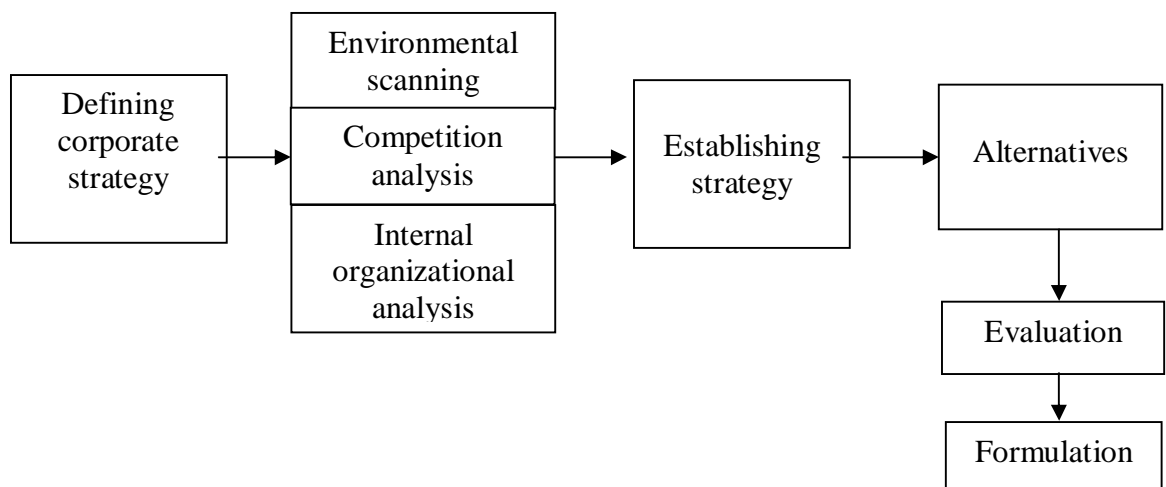 Defining
corporate
strategy
Environmental
scanning
Competition
analysis
Internal
organizational
analysis
Establishing
strategy
Alternatives
Evaluation
Formulation